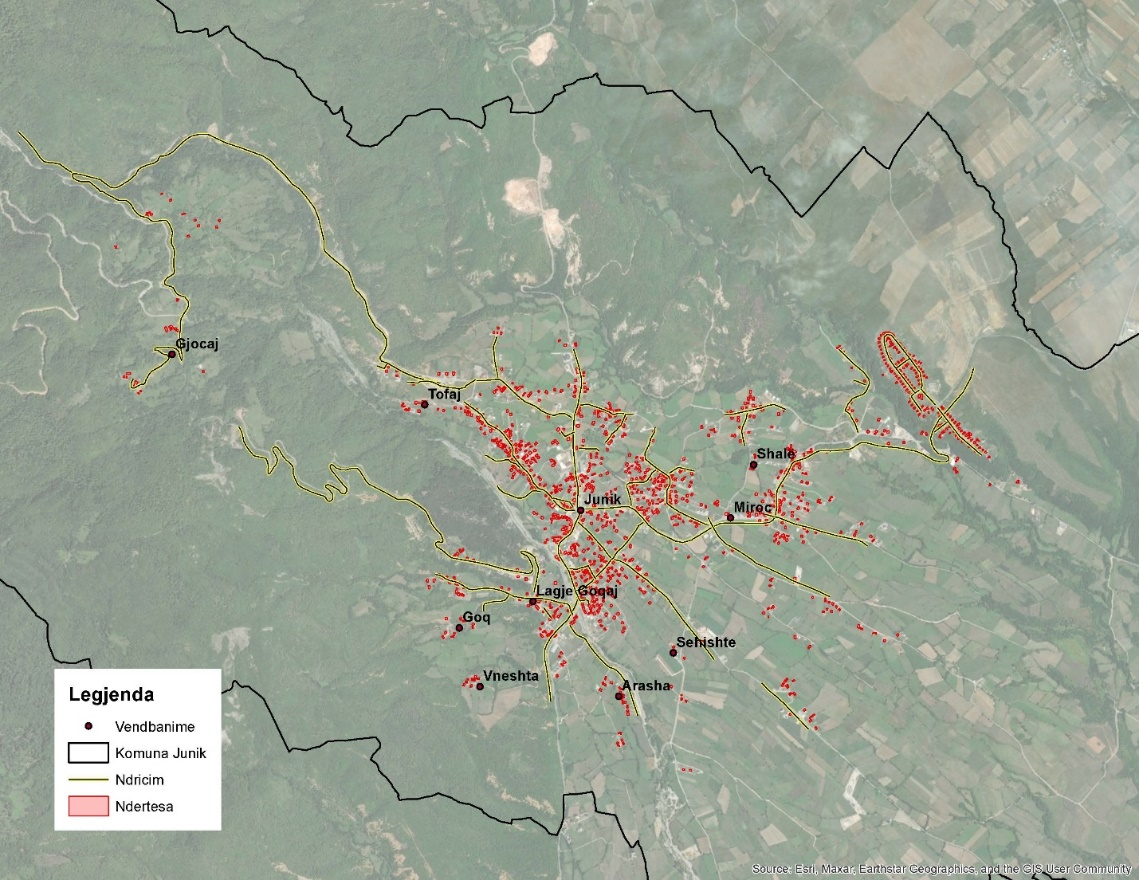 Gjocaj
Tofaj
Shale
Junik
Miroc
Lagje Goqaj
Goq
Sehishte
Vneshta
Arasha
Legjenda
Vendbanime
Komuna Junik
Ndricim
Ndertesa
Source: Esri, Maxar, Earthstar Geographics, and the GIS User Community